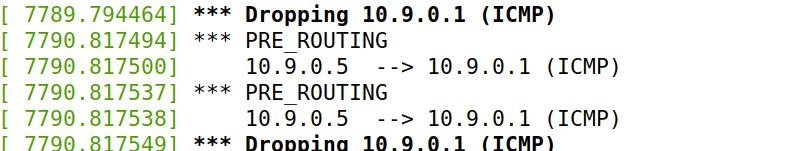 [ 7789.794464] *** Dropping 10.9.0.1 (ICMP)
[ 7790.817494] *** PRE_ROUTING
[ 7790.817500]     10.9.0.5  --> 10.9.0.1 (ICMP)
[ 7790.817537] *** PRE_ROUTING
[ 7790.817538]     10.9.0.5  --> 10.9.0.1 (ICMP)
[ 7790.817549] *** Dropping 10.9.0.1 (ICMP)